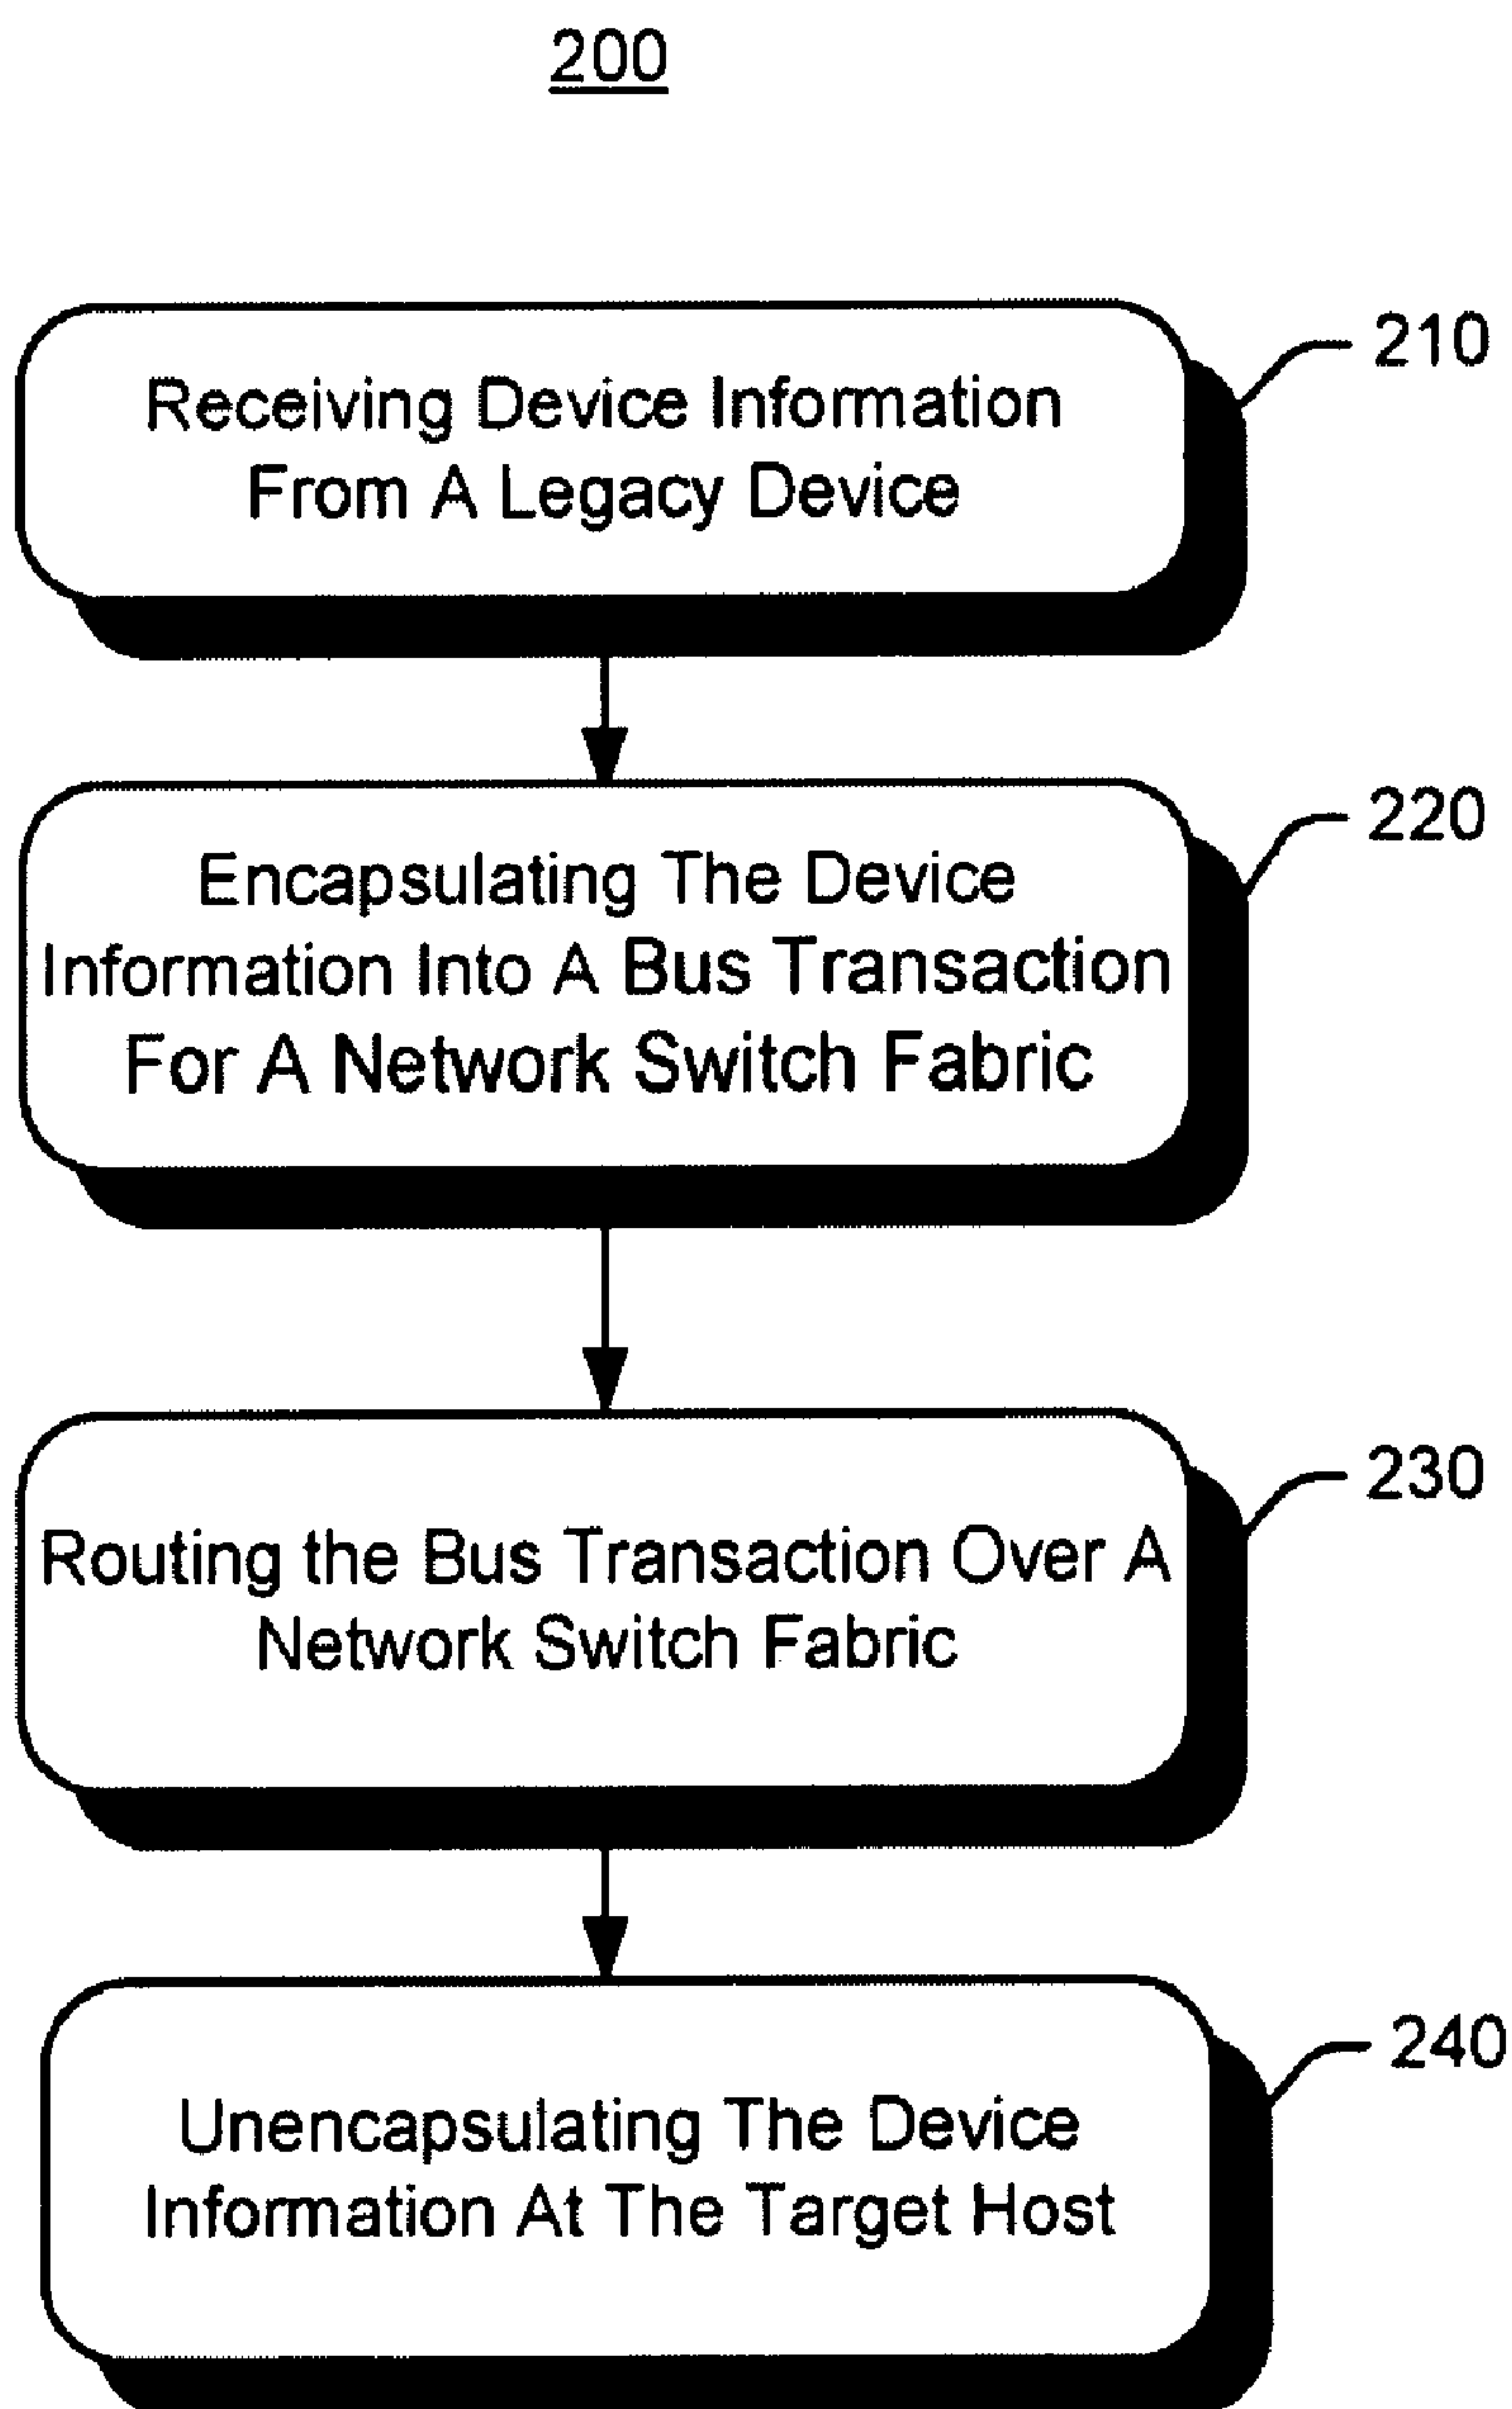 200
Receiving Device Information
From A Legacy Device
210
Encapsulating The Device
Information Into A Bus Transaction
For A Network Switch Fabric
220
Routing the Bus Transaction Over A
Network Switch Fabric
230
Unencapsulating The Device
Information At The Target Host
240